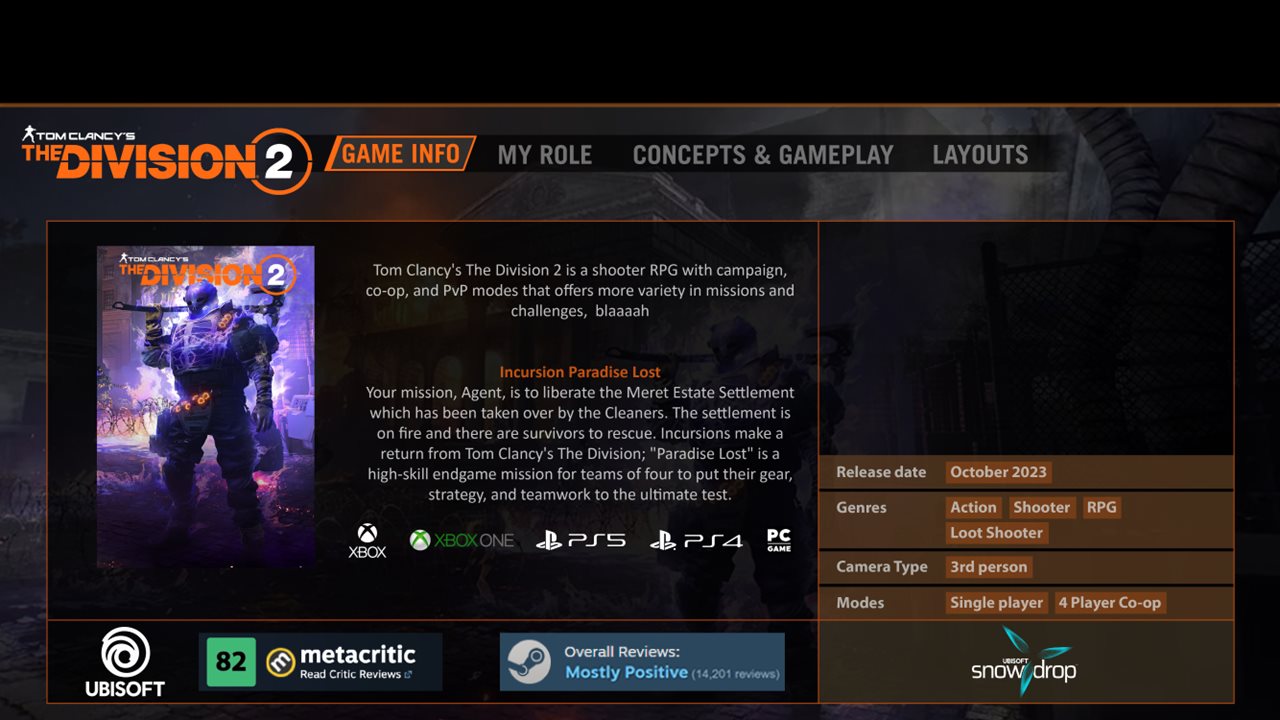 TOM CLANCY'S
THE DIVISION 2
GAME INFO
MY ROLE
CONCEPTS & GAMEPLAY
LAYOUTS
TOM CLANCY'S
THE DIVISION 2
Tom Clancy's The Division 2 is a shooter RPG with campaign,
co-op, and PvP modes that offers more variety in missions and
challenges,  blaaaah
Incursion Paradise Lost
Your mission, Agent, is to liberate the Meret Estate Settlement
which has been taken over by the Cleaners. The settlement is
on fire and there are survivors to rescue. Incursions make a
return from Tom Clancy's The Division; "Paradise Lost" is a
high-skill endgame mission for teams of four to put their gear,
strategy, and teamwork to the ultimate test.
XBOX
XBOX ONE
PS5
PS4
PC
GAME
Release date October 2023
Genres Action Shooter RPG
Loot Shooter
Camera Type 3rd person
Modes Single player 4 Player Co-op
UBISOFT
82
metacritic
Read Critic Reviews
Overall Reviews:
Mostly Positive (14,201 reviews)
UBISOFT
snowdrop